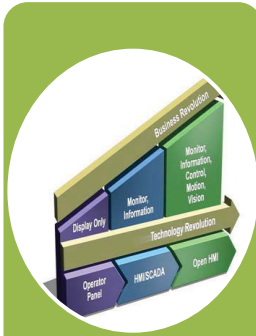 Business Revolution
Display Only
Monitor,
Information
Monitor,
Information,
Control,
Motion,
Vision
Technology Revolution
Operator
Panel
HMI/SCADA
Open HMI